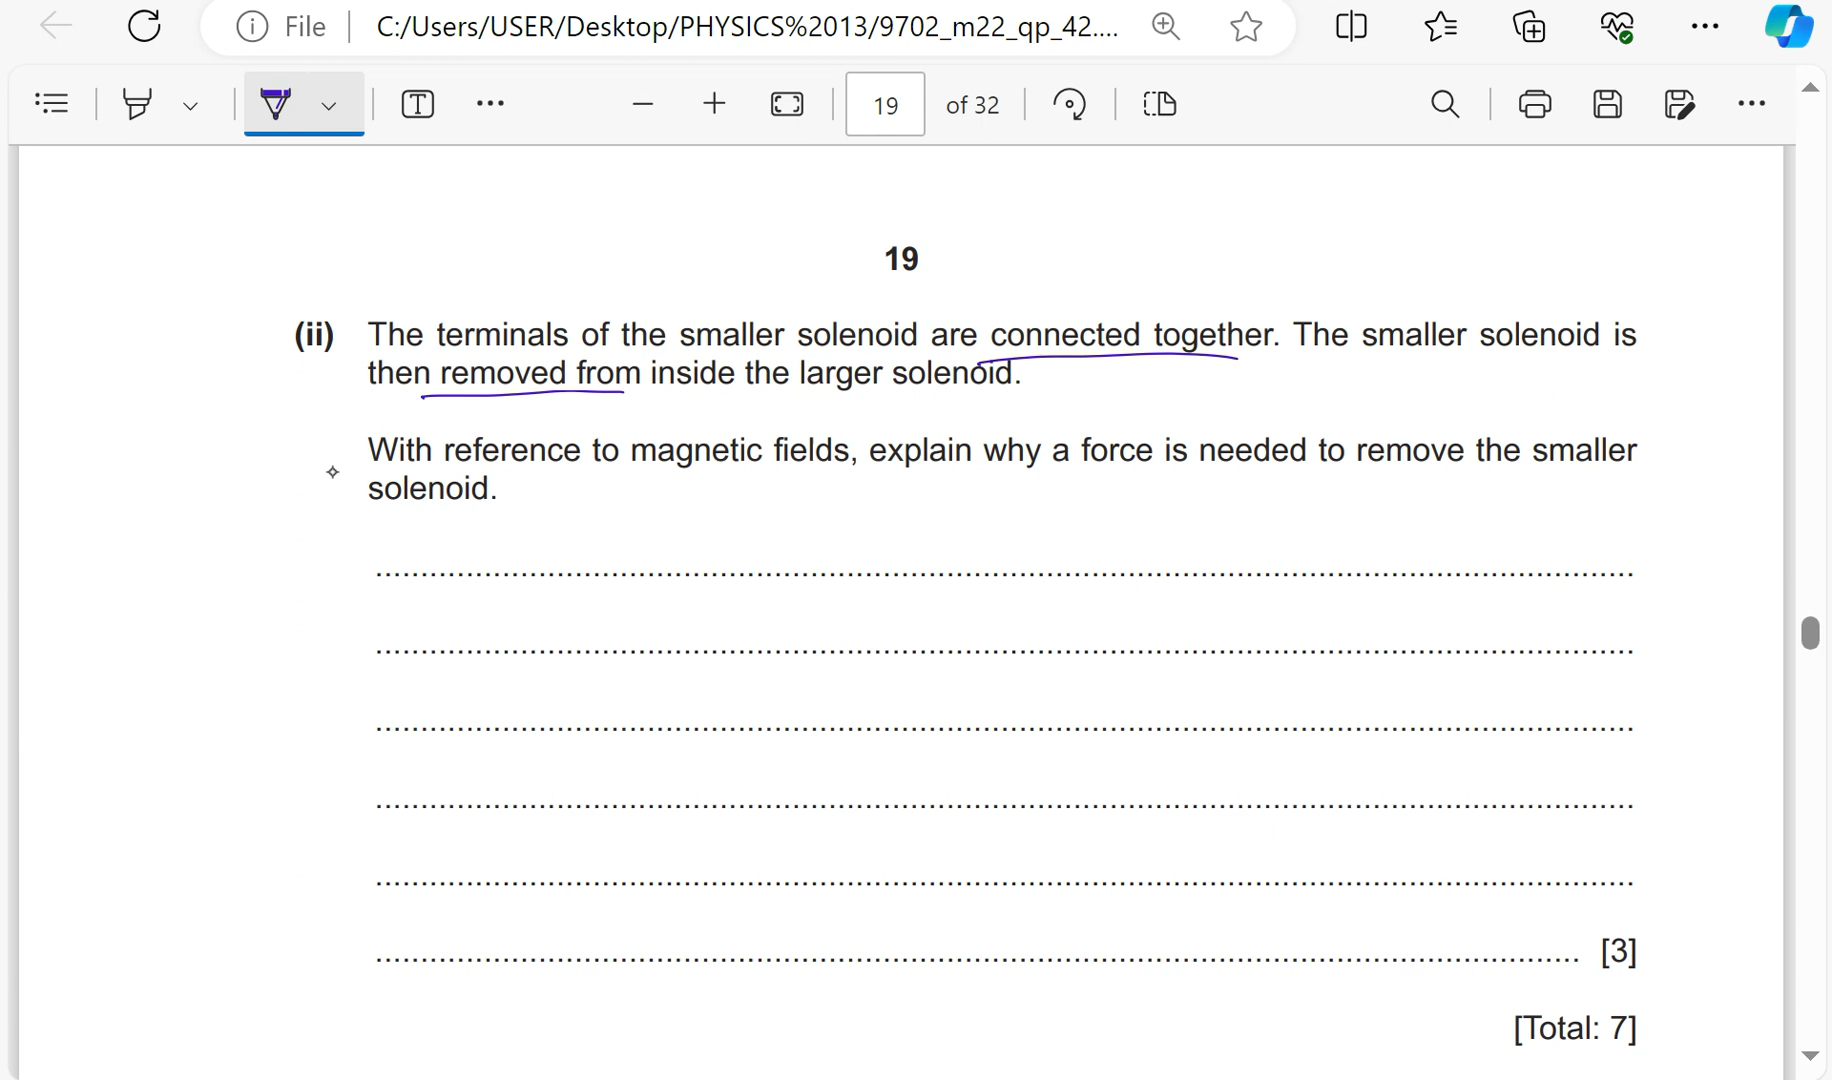 File
C:/Users/USER/Desktop/PHYSICS%2013/9702_m22_qp_42....
19 of 32
19
(ii) The terminals of the smaller solenoid are connected together. The smaller solenoid is
then removed from inside the larger solenoid.
With reference to magnetic fields, explain why a force is needed to remove the smaller
solenoid.
[3]
[Total: 7]